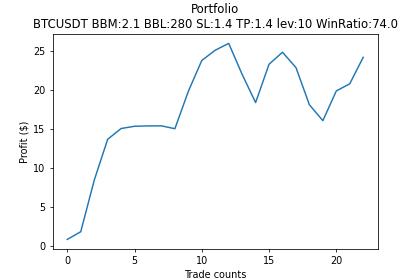 Portfolio
BTCUSDT BBM:2.1 BBL:280 SL:1.4 TP:1.4 lev:10 WinRatio:74.0
25
20
15
10
5
0
Profit ($)
0 5 10 15 20
Trade counts